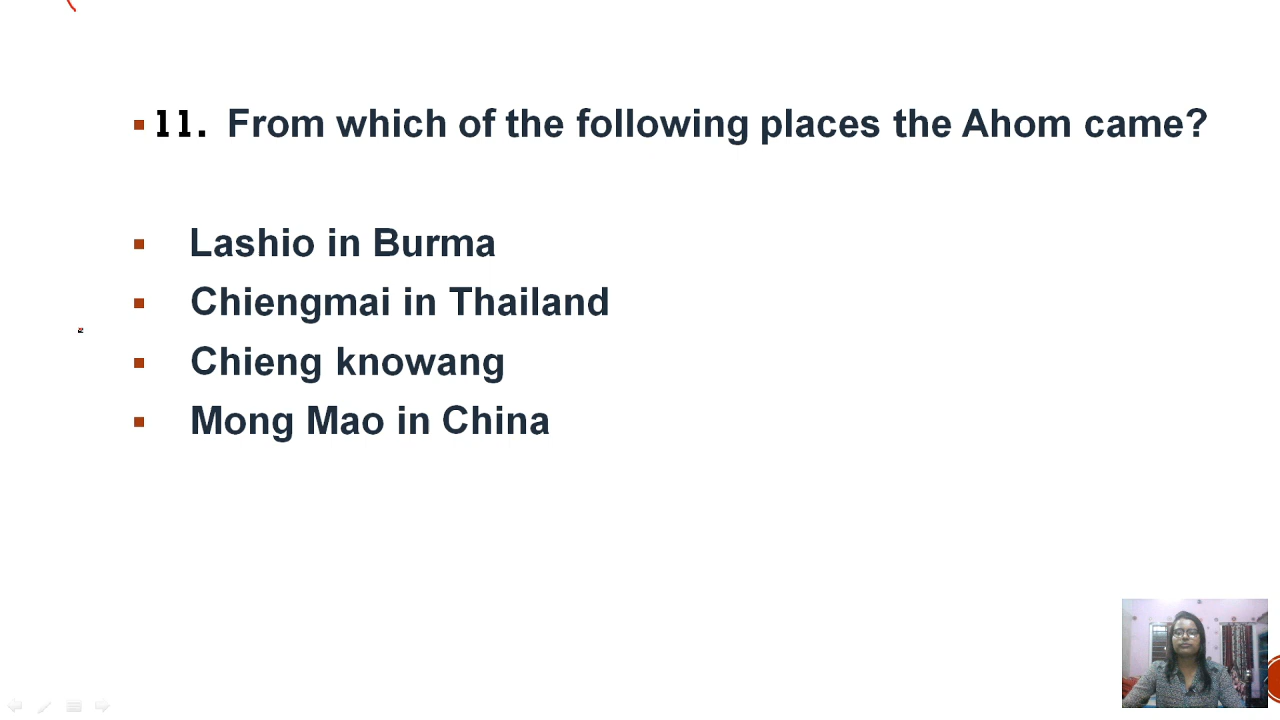 11. From which of the following places the Ahom came?
Lashio in Burma
Chiengmai in Thailand
Chieng knowang
Mong Mao in China